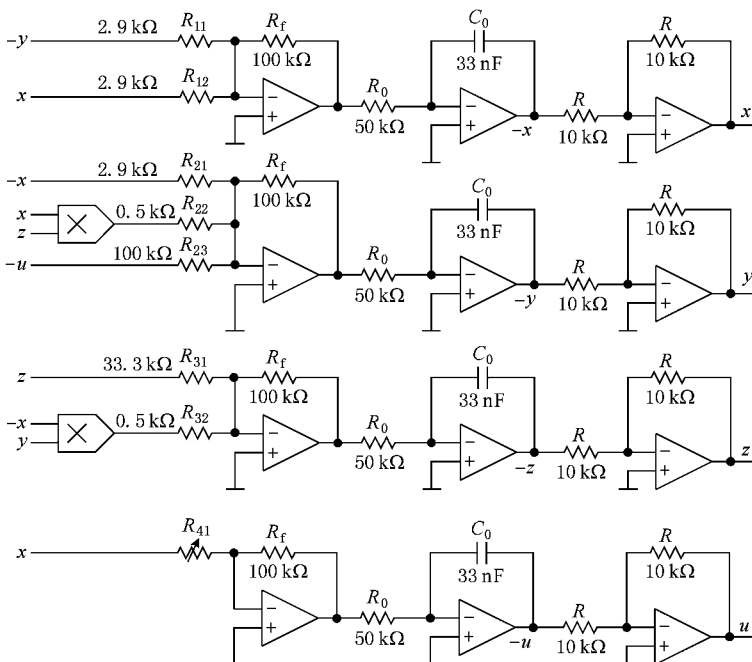 -y 2.9 kΩ R11 Rf 100 kΩ C0 33 nF R 10 kΩ
x 2.9 kΩ R12 - + R0 50 kΩ - + -x R 10 kΩ - + x
-x 2.9 kΩ R21 Rf 100 kΩ C0 33 nF R 10 kΩ
x z × 0.5 kΩ R22
-u 100 kΩ R23 - + R0 50 kΩ - + -y R 10 kΩ - + y
z 33.3 kΩ R31 Rf 100 kΩ C0 33 nF R 10 kΩ
-x y × 0.5 kΩ R32 - + R0 50 kΩ - + -z R 10 kΩ - + z
x R41 Rf 100 kΩ C0 33 nF R 10 kΩ
- + R0 50 kΩ - + -u R 10 kΩ - + u